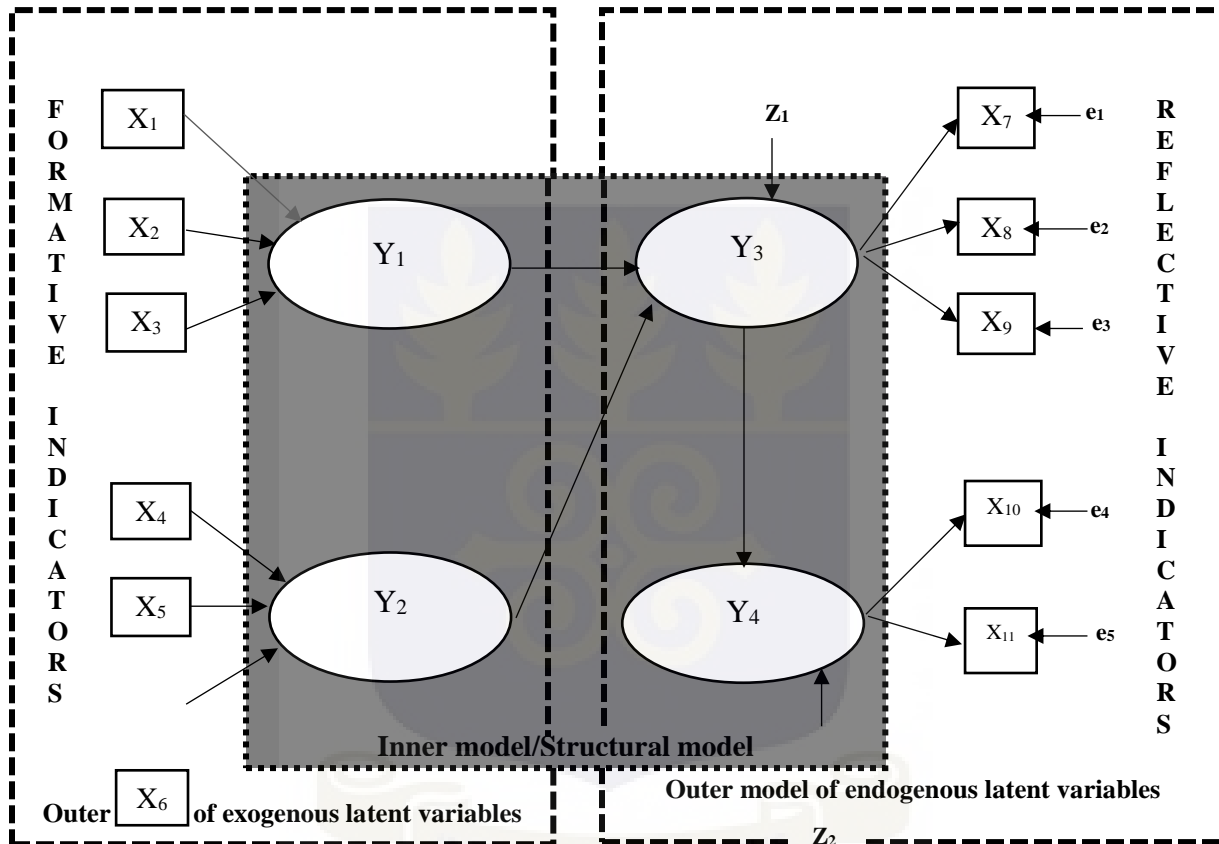 FORMATIVE INDICATORS
X1
X2
X3
X4
X5
X6
Y1
Y2
Z1
Y3
Y4
X7
X8
X9
X10
X11
e1
e2
e3
e4
e5
REFLECTIVE INDICATORS
Inner model/Structural model
Outer of exogenous latent variables
Outer model of endogenous latent variables
Z2